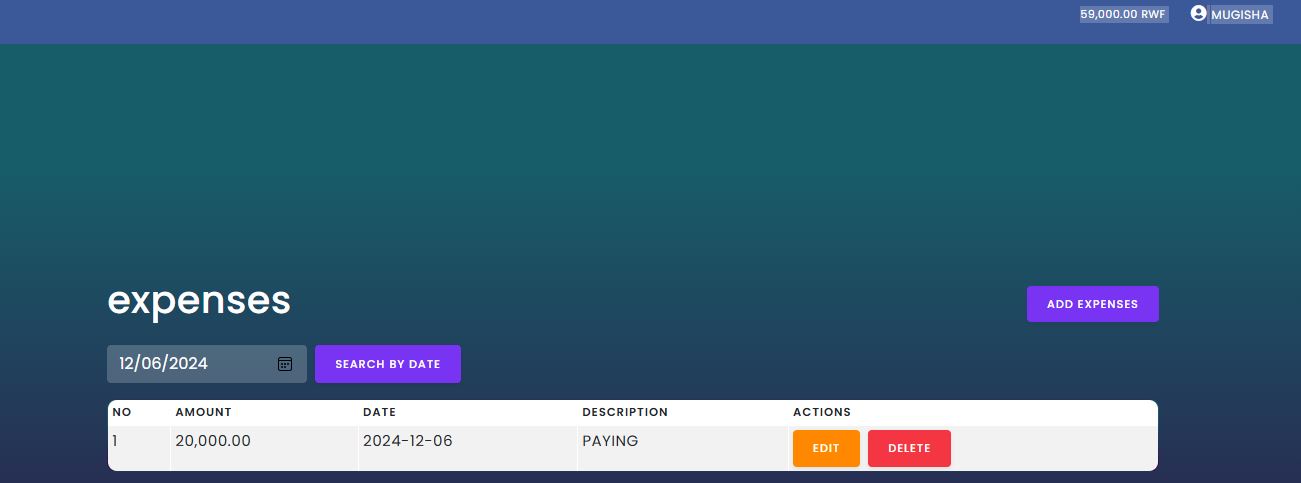 59,000.00 RWF MUGISHA
expenses ADD EXPENSES
12/06/2024 SEARCH BY DATE
NO AMOUNT DATE DESCRIPTION ACTIONS
1 20,000.00 2024-12-06 PAYING EDIT DELETE